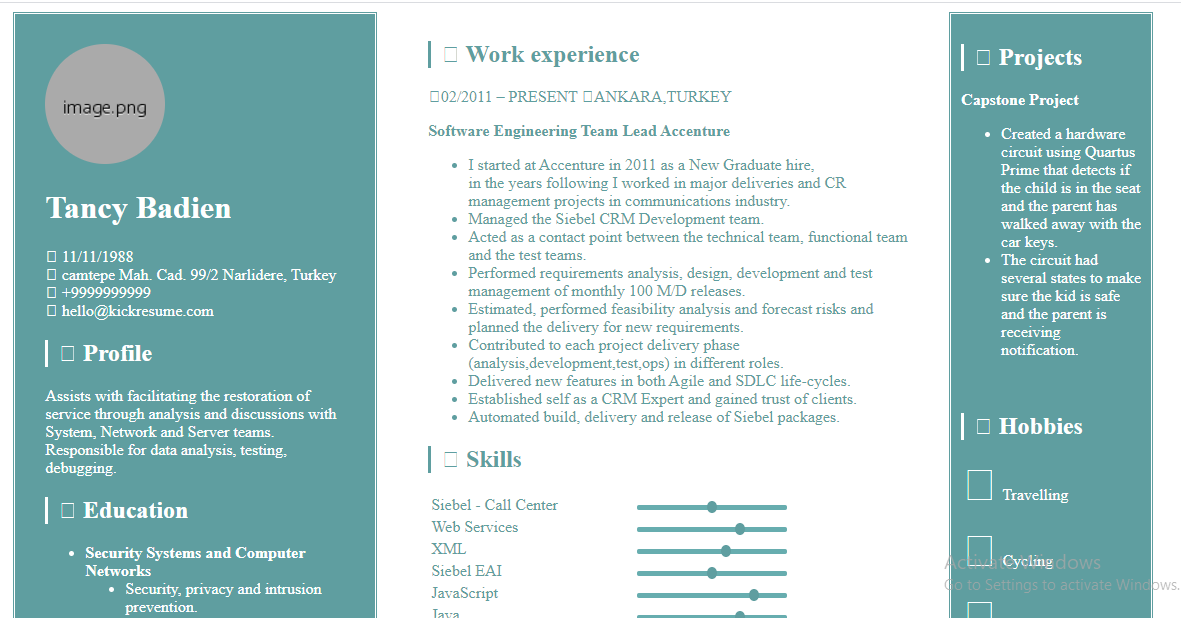 image.png
Tancy Badien
11/11/1988
camtepe Mah. Cad. 99/2 Narlidere, Turkey
+9999999999
hello@kickresume.com
Profile
Assists with facilitating the restoration of
service through analysis and discussions with
System, Network and Server teams.
Responsible for data analysis, testing,
debugging.
Education
Security Systems and Computer
Networks
Security, privacy and intrusion
prevention.
Work experience
02/2011 – PRESENT ANKARA,TURKEY
Software Engineering Team Lead Accenture
I started at Accenture in 2011 as a New Graduate hire,
in the years following I worked in major deliveries and CR
management projects in communications industry.
Managed the Siebel CRM Development team.
Acted as a contact point between the technical team, functional team
and the test teams.
Performed requirements analysis, design, development and test
management of monthly 100 M/D releases.
Estimated, performed feasibility analysis and forecast risks and
planned the delivery for new requirements.
Contributed to each project delivery phase
(analysis,development,test,ops) in different roles.
Delivered new features in both Agile and SDLC life-cycles.
Established self as a CRM Expert and gained trust of clients.
Automated build, delivery and release of Siebel packages.
Skills
Siebel - Call Center
Web Services
XML
Siebel EAI
JavaScript
Java
Projects
Capstone Project
Created a hardware
circuit using Quartus
Prime that detects if
the child is in the seat
and the parent has
walked away with the
car keys.
The circuit had
several states to make
sure the kid is safe
and the parent is
receiving
notification.
Hobbies
Travelling
Cycling
Activate Windows
Go to Settings to activate Windows.